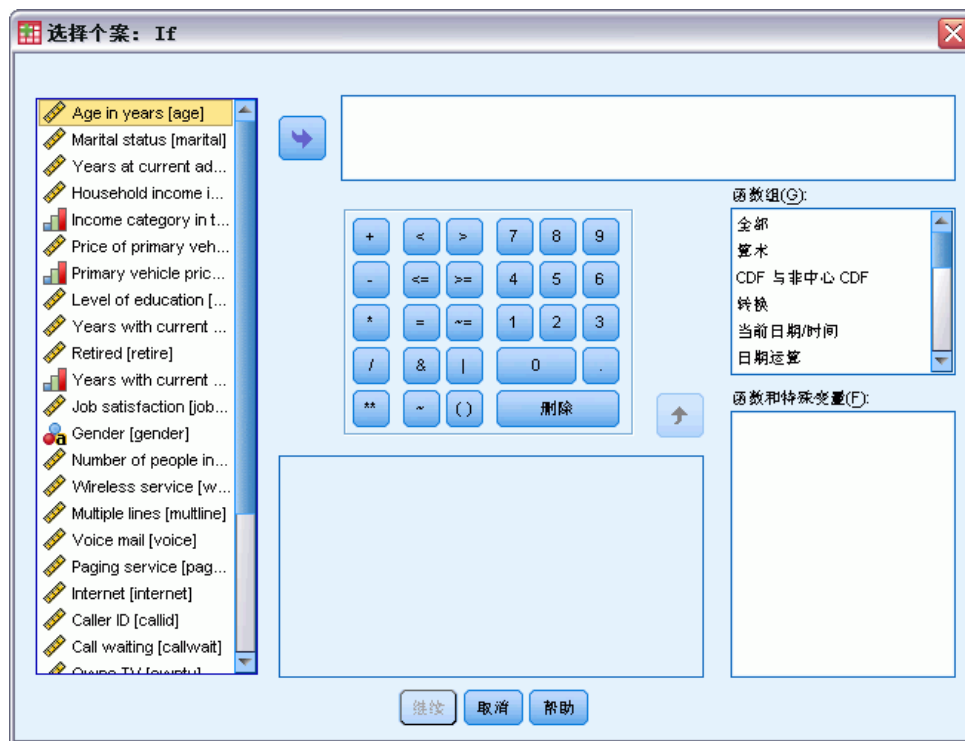 选择个案: If
Age in years [age]
Marital status [marital]
Years at current ad...
Household income i...
Income category in t...
Price of primary veh...
Primary vehicle pric...
Level of education [...
Years with current ...
Retired [retire]
Years with current ...
Job satisfaction [job...
Gender [gender]
Number of people in...
Wireless service [w...
Multiple lines [multline]
Voice mail [voice]
Paging service [pag...
Internet [internet]
Caller ID [callid]
Call waiting [callwait]
Owns TV [owntv]
+ < > 7 8 9
- <= >= 4 5 6
* = ~= 1 2 3
/ & | 0 .
** ~ ( ) 删除
函数组(G):
全部
算术
CDF 与非中心 CDF
转换
当前日期/时间
日期运算
函数和特殊变量(F):
继续 取消 帮助